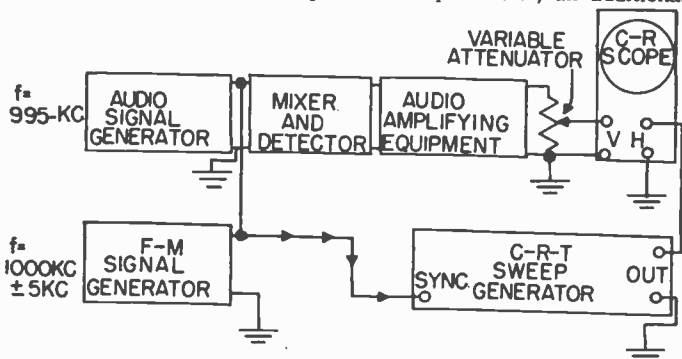 VARIABLE
ATTENUATOR
C-R
SCOPE
f=
995-KC
AUDIO
SIGNAL
GENERATOR
MIXER
AND
DETECTOR
AUDIO
AMPLIFYING
EQUIPMENT
V H
f=
1000KC
±5KC
F-M
SIGNAL
GENERATOR
SYNC.
C-R-T
SWEEP
GENERATOR
OUT